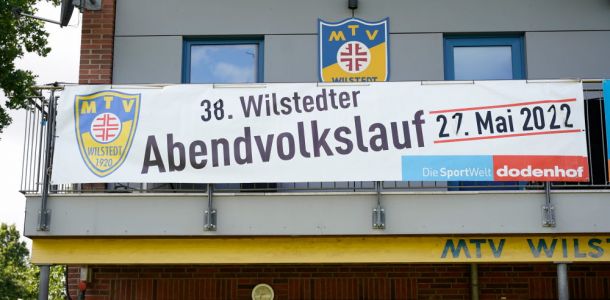 MTV
WILSTEDT
MTV
WILSTEDT
1920
38. Wilstedter
Abendvolkslauf
27. Mai 2022
Die SportWelt dodenhof
MTV WILS